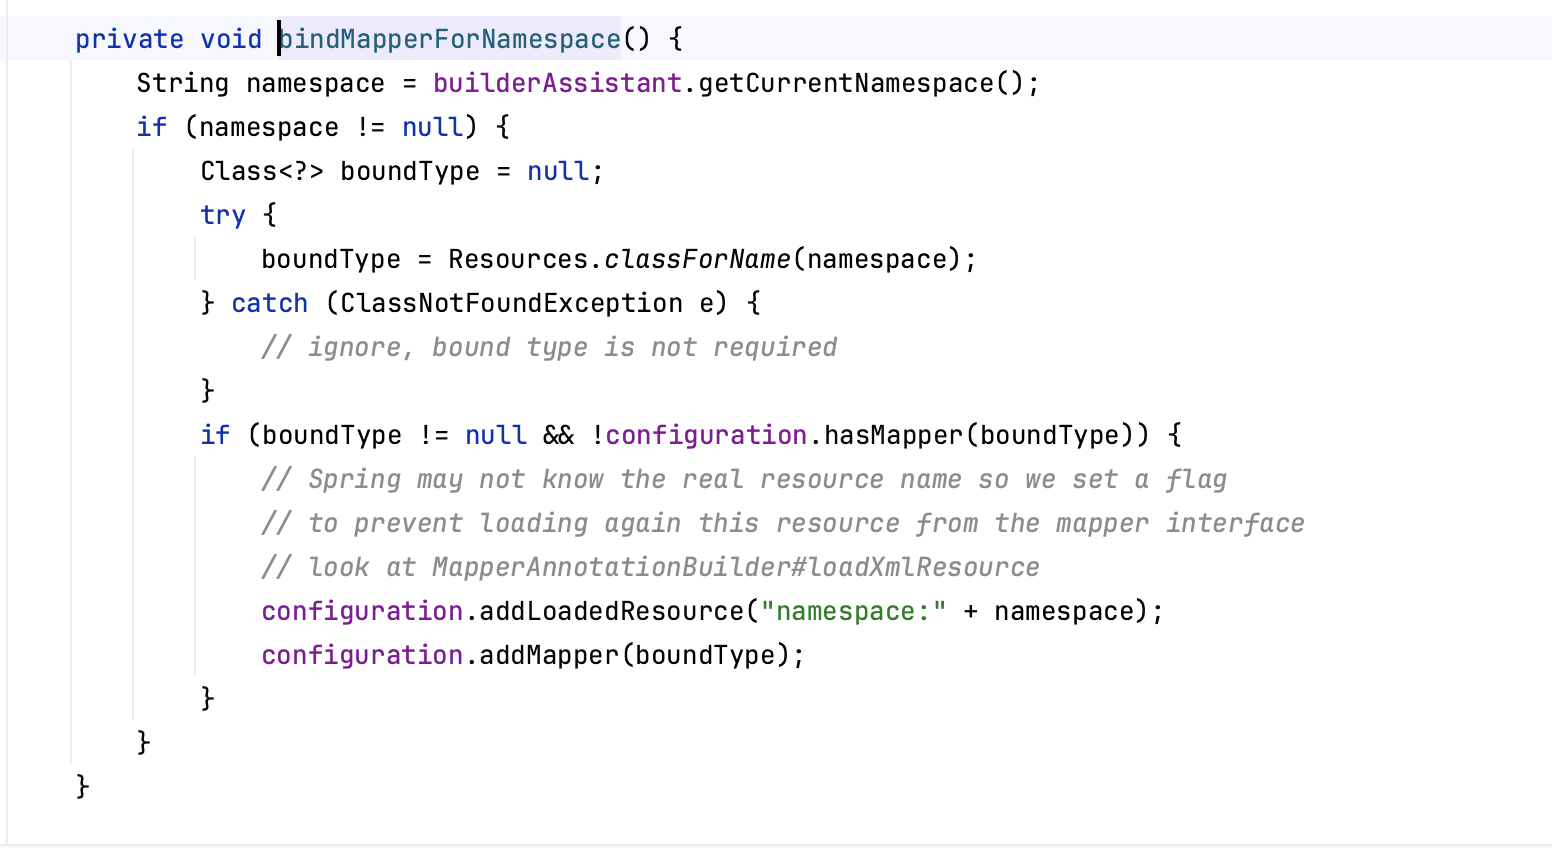 private void bindMapperForNamespace() {
String namespace = builderAssistant.getCurrentNamespace();
if (namespace != null) {
Class<?> boundType = null;
try {
boundType = Resources.classForName(namespace);
} catch (ClassNotFoundException e) {
// ignore, bound type is not required
}
if (boundType != null && !configuration.hasMapper(boundType)) {
// Spring may not know the real resource name so we set a flag
// to prevent loading again this resource from the mapper interface
// look at MapperAnnotationBuilder#loadXmlResource
configuration.addLoadedResource("namespace:" + namespace);
configuration.addMapper(boundType);
}
}
}